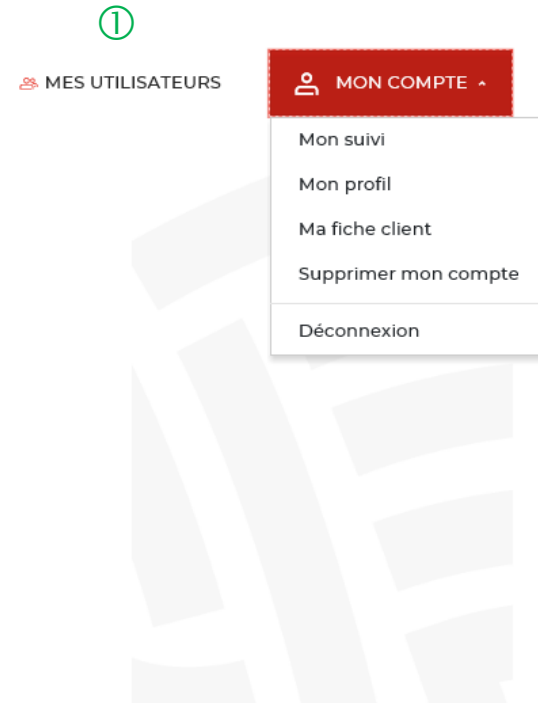 ①
MES UTILISATEURS
MON COMPTE
Mon suivi
Mon profil
Ma fiche client
Supprimer mon compte
Déconnexion